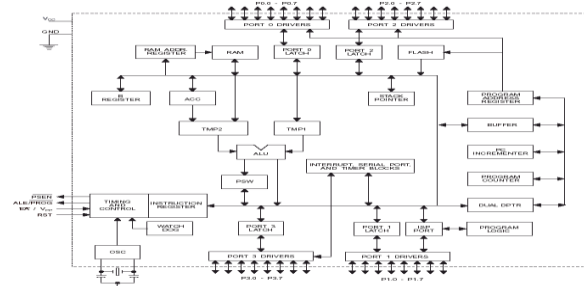 P0.0 - P0.7
P2.0 - P2.7
VCC
PORT 0 DRIVERS
PORT 2 DRIVERS
GND
RAM ADDR.
REGISTER
RAM
PORT 0
LATCH
PORT 2
LATCH
FLASH
B
REGISTER
ACC
STACK
POINTER
PROGRAM
ADDRESS
REGISTER
TMP2
TMP1
BUFFER
ALU
PC
INCREMENTER
INTERRUPT, SERIAL PORT,
AND TIMER BLOCKS
PSW
PROGRAM
COUNTER
PSEN
ALE/PROG
EA / VPP
RST
TIMING
AND
CONTROL
INSTRUCTION
REGISTER
DUAL DPTR
WATCH
DOG
PORT 3
LATCH
PORT 1
LATCH
ISP
PORT
PROGRAM
LOGIC
OSC
PORT 3 DRIVERS
PORT 1 DRIVERS
P3.0 - P3.7
P1.0 - P1.7